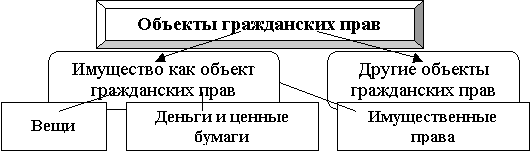 Объекты гражданских прав
Имущество как объект
гражданских прав
Другие объекты
гражданских прав
Вещи
Деньги и ценные
бумаги
Имущественные
права